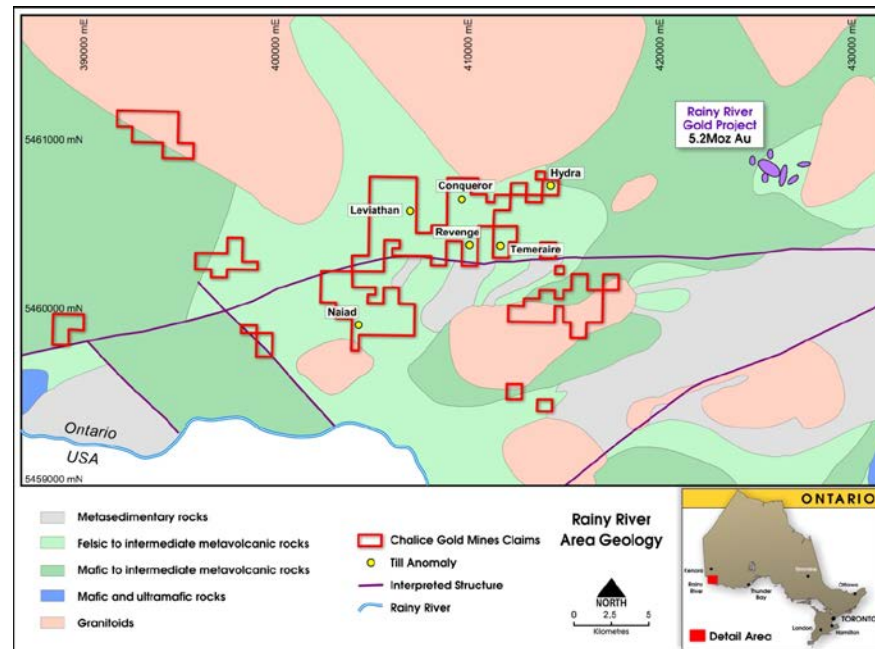 390000 mE
400000 mE
410000 mE
420000 mE
430000 mE
5461000 mN
5460000 mN
5459000 mN
Rainy River
Gold Project
5.2Moz Au
Hydra
Conqueror
Leviathan
Revenge
Temeraire
Naiad
Ontario
USA
Metasedimentary rocks
Felsic to intermediate metavolcanic rocks
Mafic to intermediate metavolcanic rocks
Mafic and ultramafic rocks
Granitoids
Chalice Gold Mines Claims
Till Anomaly
Interpreted Structure
Rainy River
Rainy River
Area Geology
NORTH
0 2.5 5
Kilometres
ONTARIO
Kenora
Rainy
River
Thunder
Bay
Ottawa
TORONTO
London
Hamilton
Detail Area